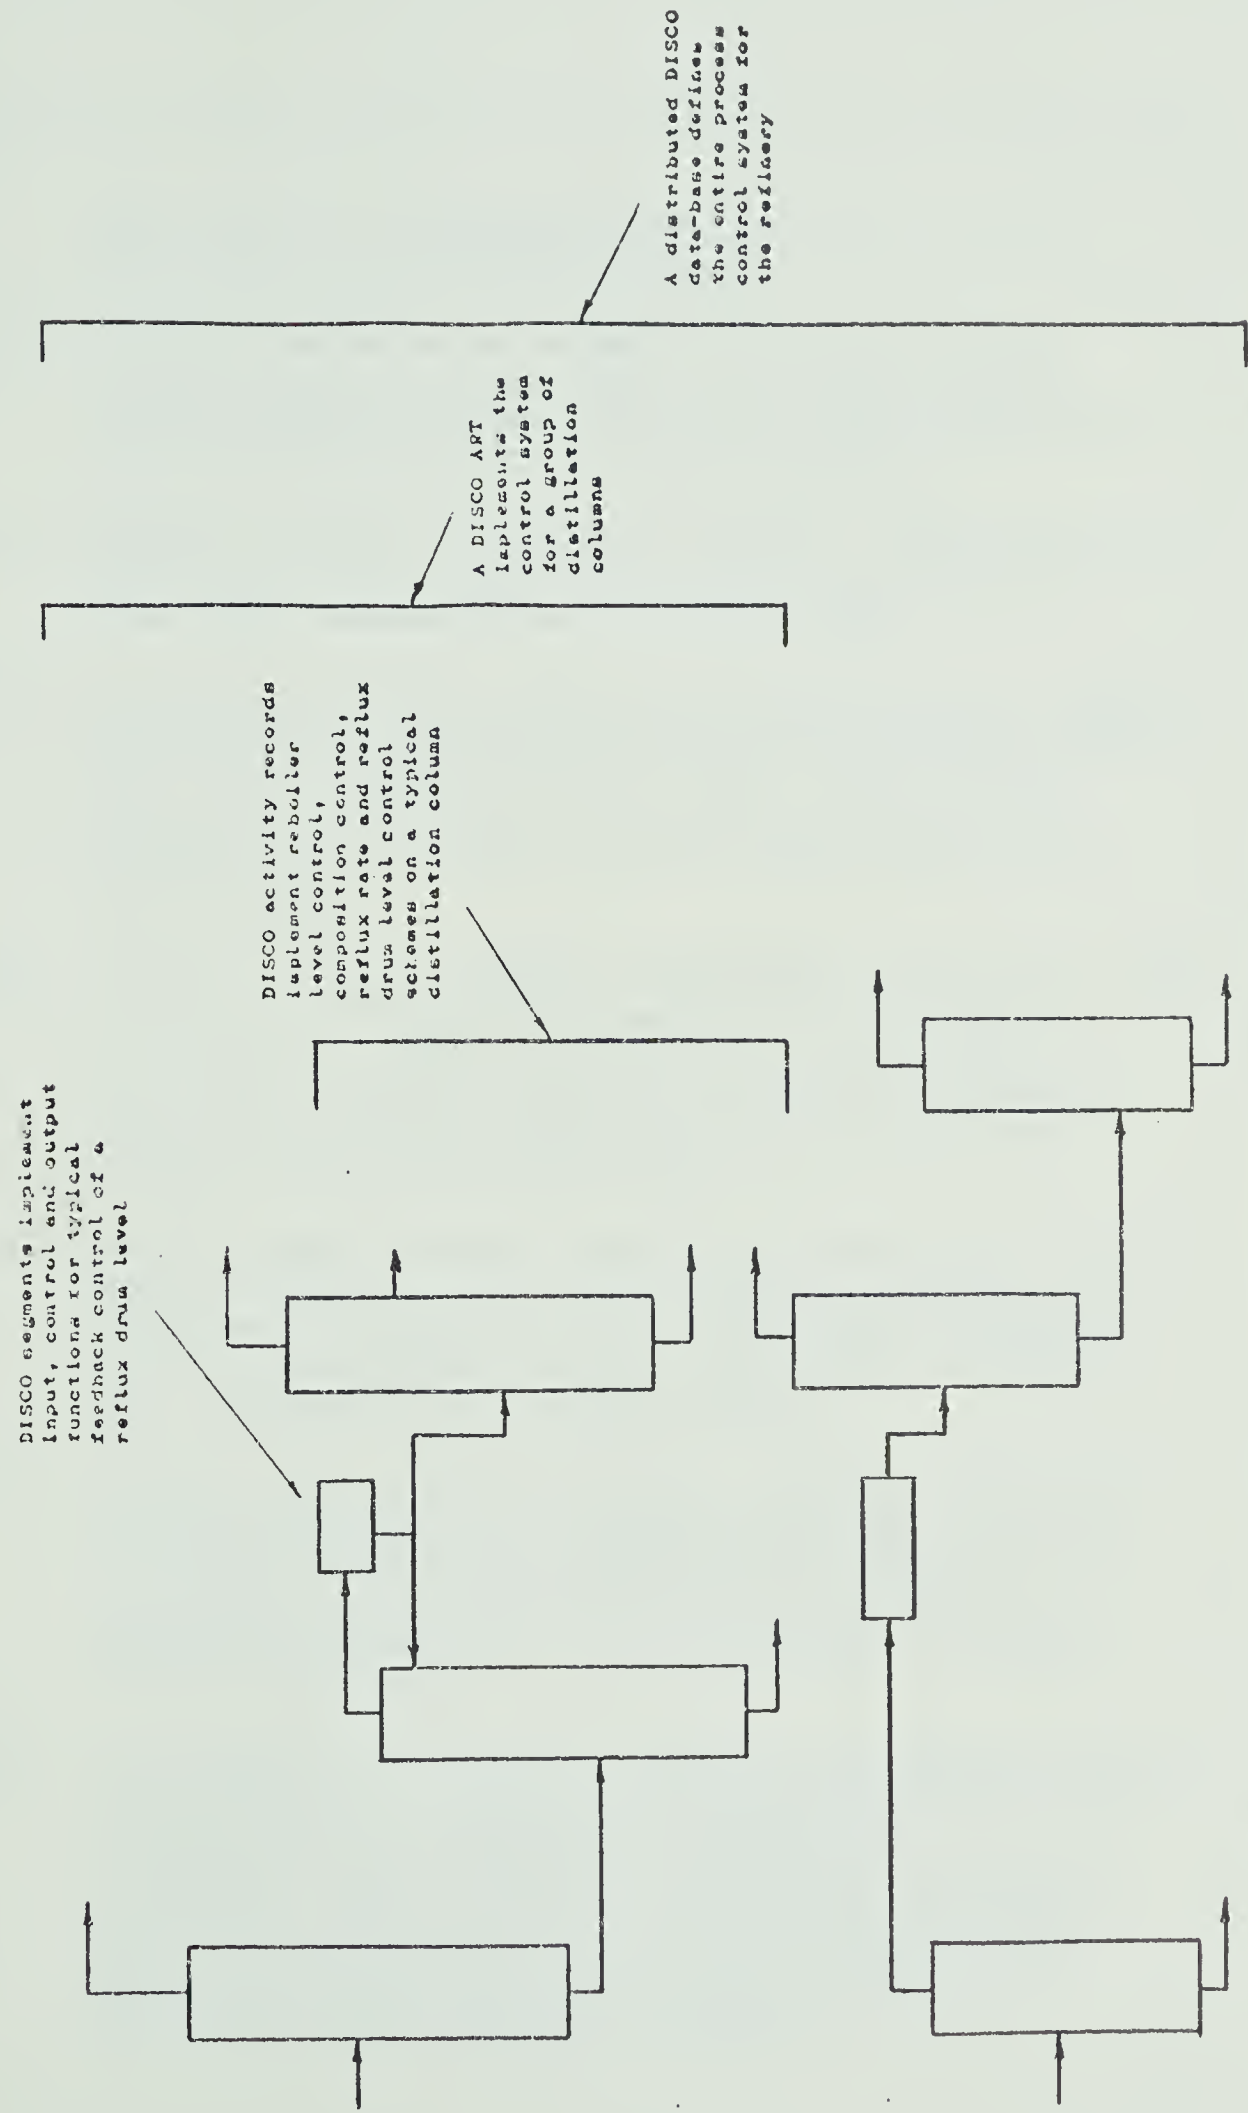 DISCO segments implement
input, control and output
functions for typical
feedback control of a
reflux drum level
DISCO activity records
implement reboiler
level control,
composition control,
reflux rate and reflux
drum level control
schemes on a typical
distillation column
A DISCO ART
implements the
control system
for a group of
distillation
columns
A distributed DISCO
data-base defines
the entire process
control system for
the refinery